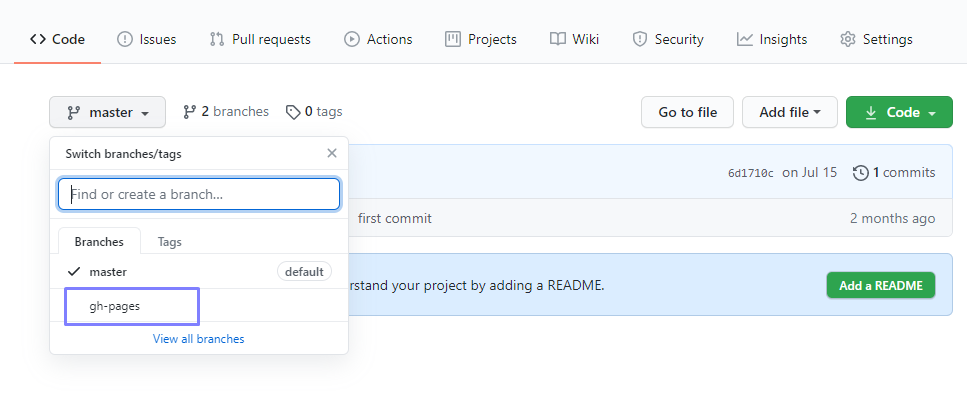 Code Issues Pull requests Actions Projects Wiki Security Insights Settings
master 2 branches 0 tags Go to file Add file Code
Switch branches/tags
6d1710c on Jul 15 1 commits
Find or create a branch...
first commit 2 months ago
Branches Tags
master default
rstand your project by adding a README. Add a README
gh-pages
View all branches